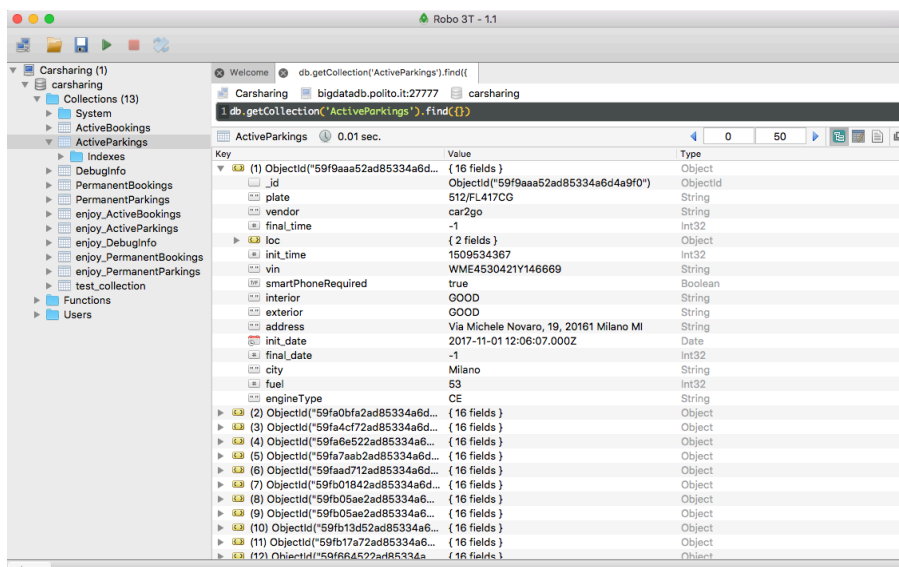 Robo 3T - 1.1
Carsharing (1)
carsharing
Collections (13)
System
ActiveBookings
ActiveParkings
Indexes
DebugInfo
PermanentBookings
PermanentParkings
enjoy_ActiveBookings
enjoy_ActiveParkings
enjoy_DebugInfo
enjoy_PermanentBookings
enjoy_PermanentParkings
test_collection
Functions
Users
Welcome db.getCollection('ActiveParkings').find({
Carsharing bigdatadb.polito.it:27777 carsharing
1 db.getCollection('ActiveParkings').find({})
ActiveParkings 0.01 sec. 0 50
Key Value Type
(1) ObjectId("59f9aaa52ad85334a6d... { 16 fields } Object
_id ObjectId("59f9aaa52ad85334a6d4a9f0") ObjectId
plate 512/FL417CG String
vendor car2go String
final_time -1 Int32
loc { 2 fields } Object
init_time 1509534367 Int32
vin WME4530421Y146669 String
smartPhoneRequired true Boolean
interior GOOD String
exterior GOOD String
address Via Michele Novaro, 19, 20161 Milano MI String
init_date 2017-11-01 12:06:07.000Z Date
final_date -1 Int32
city Milano String
fuel 53 Int32
engineType CE String
(2) ObjectId("59fa0bfa2ad85334a6d... { 16 fields } Object
(3) ObjectId("59fa4cf72ad85334a6d... { 16 fields } Object
(4) ObjectId("59fa6e522ad85334a6... { 16 fields } Object
(5) ObjectId("59fa7aab2ad85334a6... { 16 fields } Object
(6) ObjectId("59faad712ad85334a6d... { 16 fields } Object
(7) ObjectId("59fb01842ad85334a6d... { 16 fields } Object
(8) ObjectId("59fb05ae2ad85334a6... { 16 fields } Object
(9) ObjectId("59fb05ae2ad85334a6... { 16 fields } Object
(10) ObjectId("59fb13d52ad85334a6... { 16 fields } Object
(11) ObjectId("59fb17a72ad85334a6... { 16 fields } Object
(12) ObjectId("59f664522ad85334a { 16 fields } Object